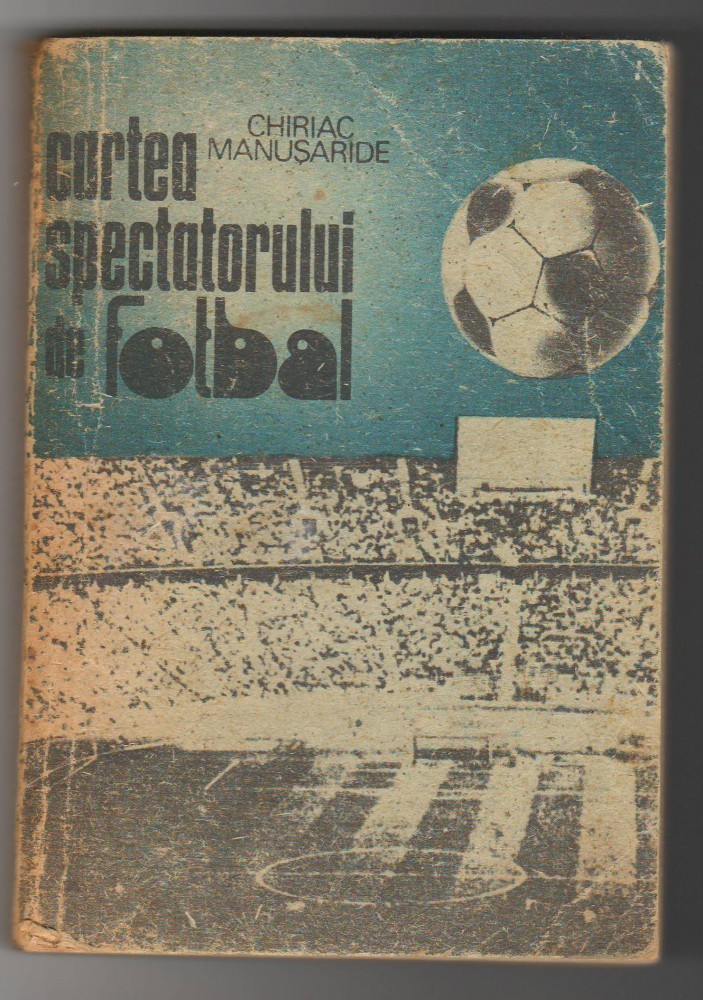 CHIRIAC
MANUȘARIDE
cartea
spectatorului
de fotbal